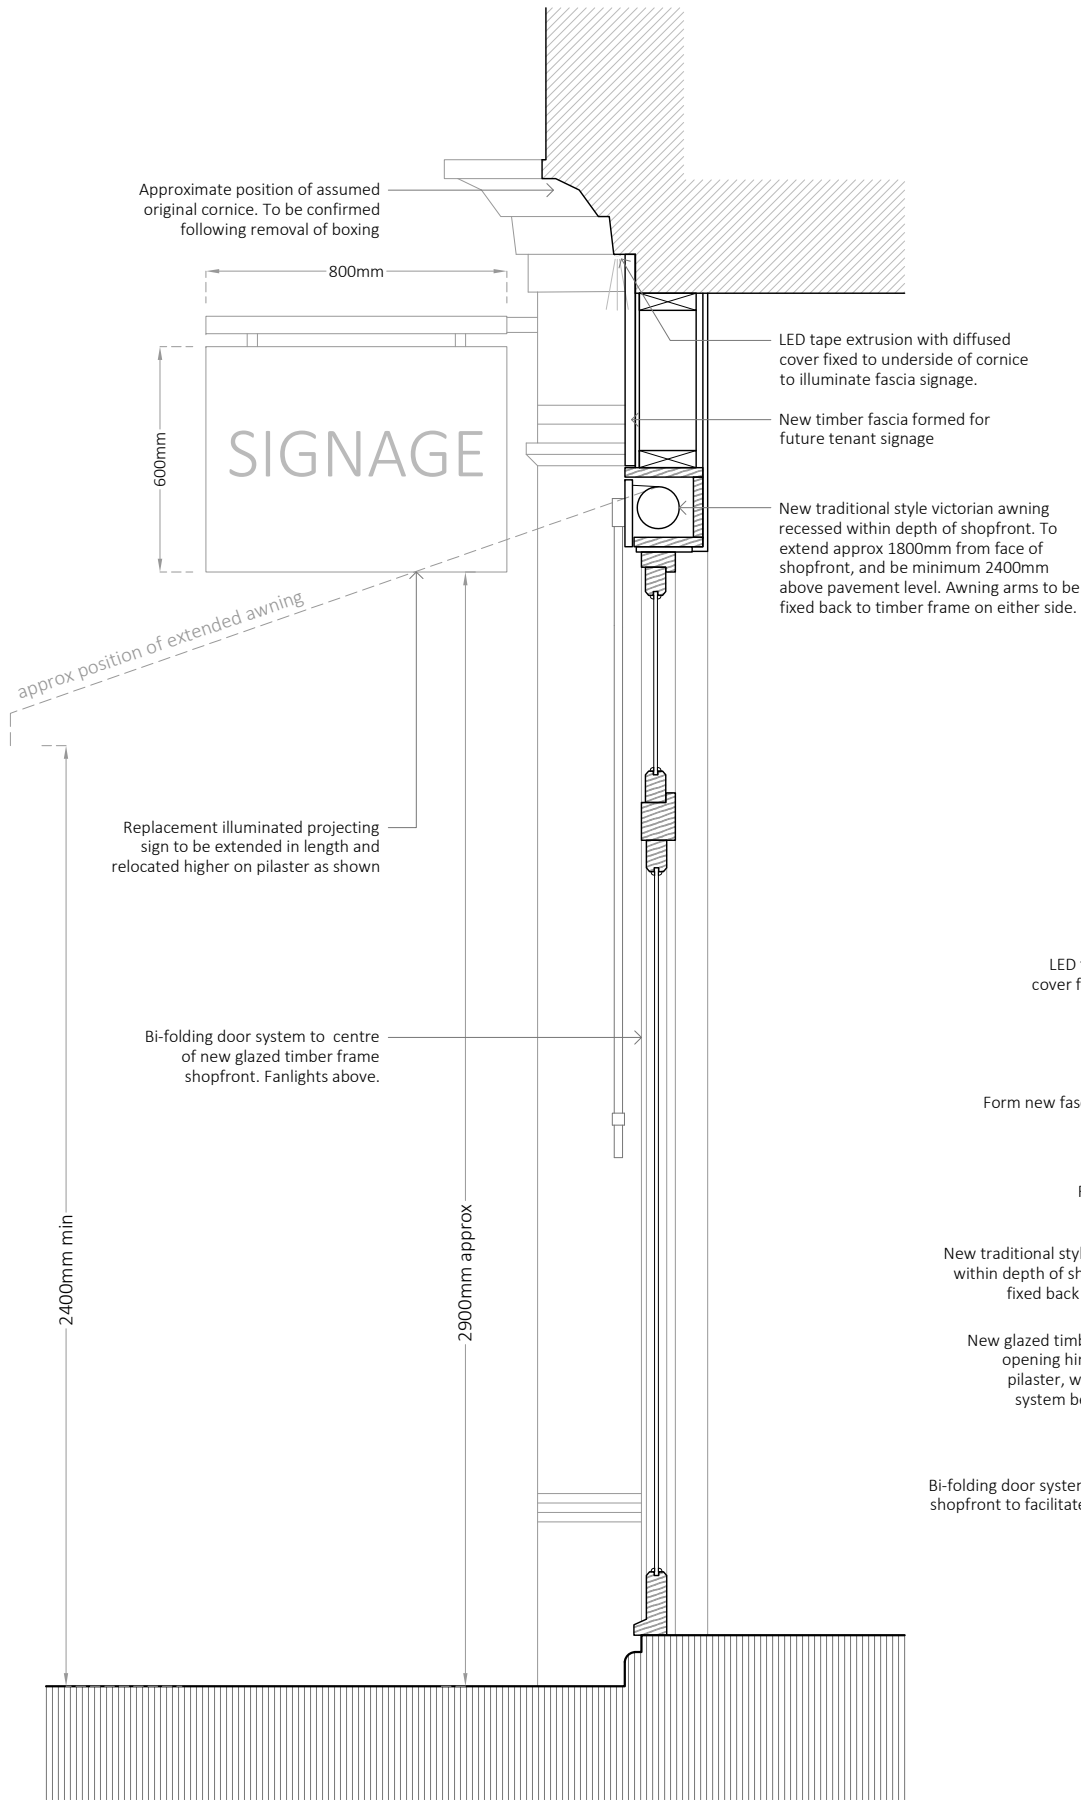 Approximate position of assumed
original cornice. To be confirmed
following removal of boxing
800mm
LED tape extrusion with diffused
cover fixed to underside of cornice
to illuminate fascia signage.
New timber fascia formed for
future tenant signage
SIGNAGE
600mm
New traditional style victorian awning
recessed within depth of shopfront. To
extend approx 1800mm from face of
shopfront, and be minimum 2400mm
above pavement level. Awning arms to be
fixed back to timber frame on either side.
approx position of extended awning
Replacement illuminated projecting
sign to be extended in length and
relocated higher on pilaster as shown
Bi-folding door system to centre
of new glazed timber frame
shopfront. Fanlights above.
2400mm min
2900mm approx
LED
cover f
Form new fas
New traditional sty
within depth of sh
fixed back
New glazed timb
opening hin
pilaster, w
system be
Bi-folding door system
shopfront to facilitate